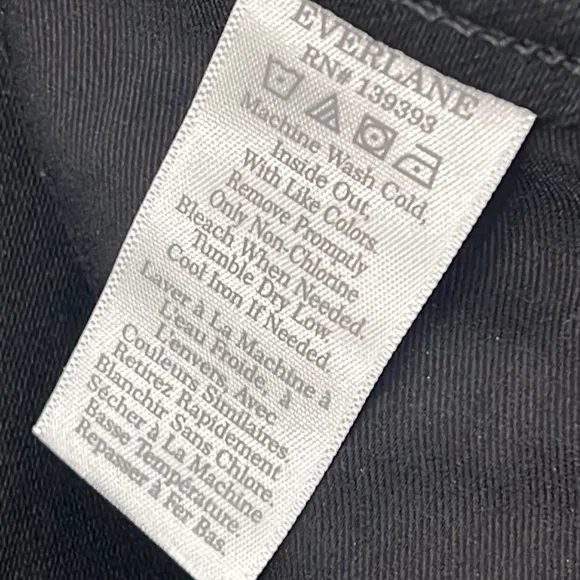 EVERLANE
RN# 139393
Machine Wash Cold,
Inside Out,
With Like Colors.
Remove Promptly
Only Non-Chlorine
Bleach When Needed.
Tumble Dry Low,
Cool Iron If Needed.
Laver à La Machine à
L'eau Froide, à
L'envers, Avec
Couleurs Similaires.
Retirez Rapidement
Blanchir Sans Chlore.
Sécher à La Machine
Basse Température.
Repasser à Fer Bas.